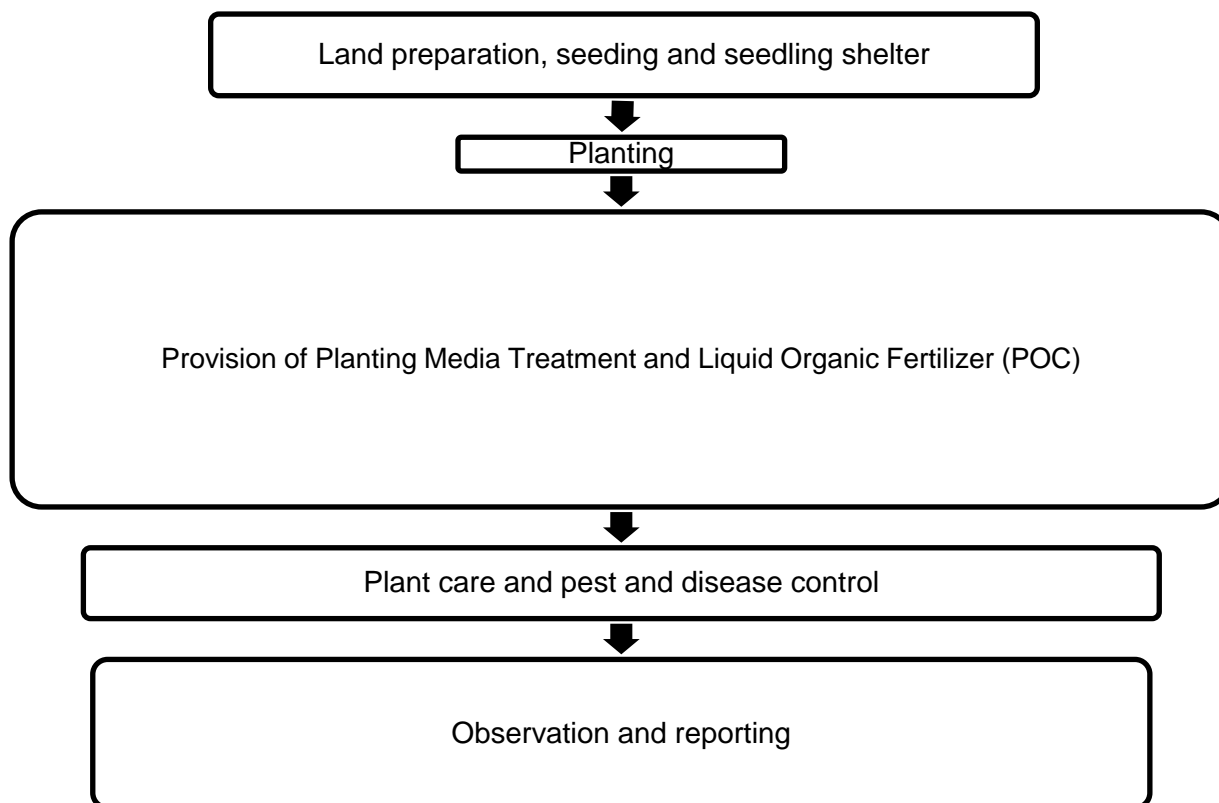 Land preparation, seeding and seedling shelter
Planting
Provision of Planting Media Treatment and Liquid Organic Fertilizer (POC)
Plant care and pest and disease control
Observation and reporting